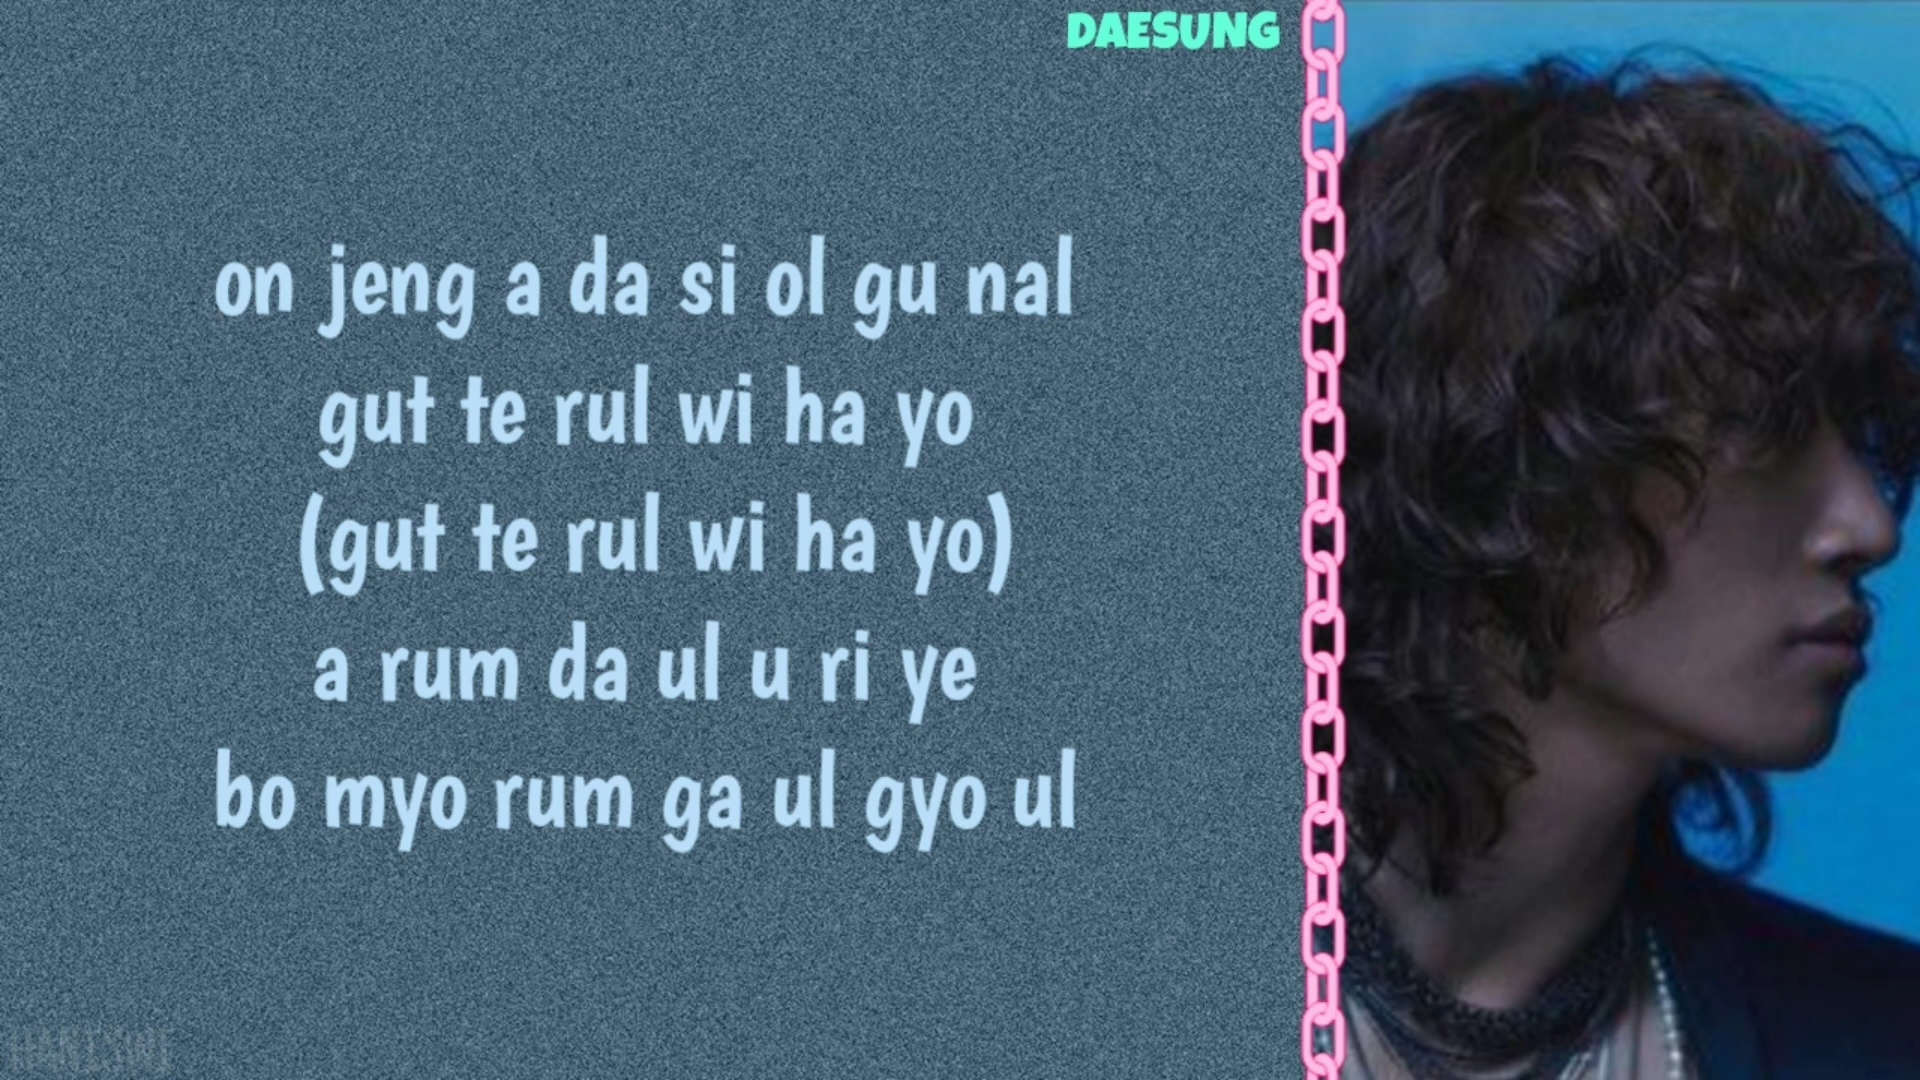 DAESUNG
on jeng a da si ol gu nal
gut te rul wi ha yo
(gut te rul wi ha yo)
a rum da ul u ri ye
bo myo rum ga ul gyo ul